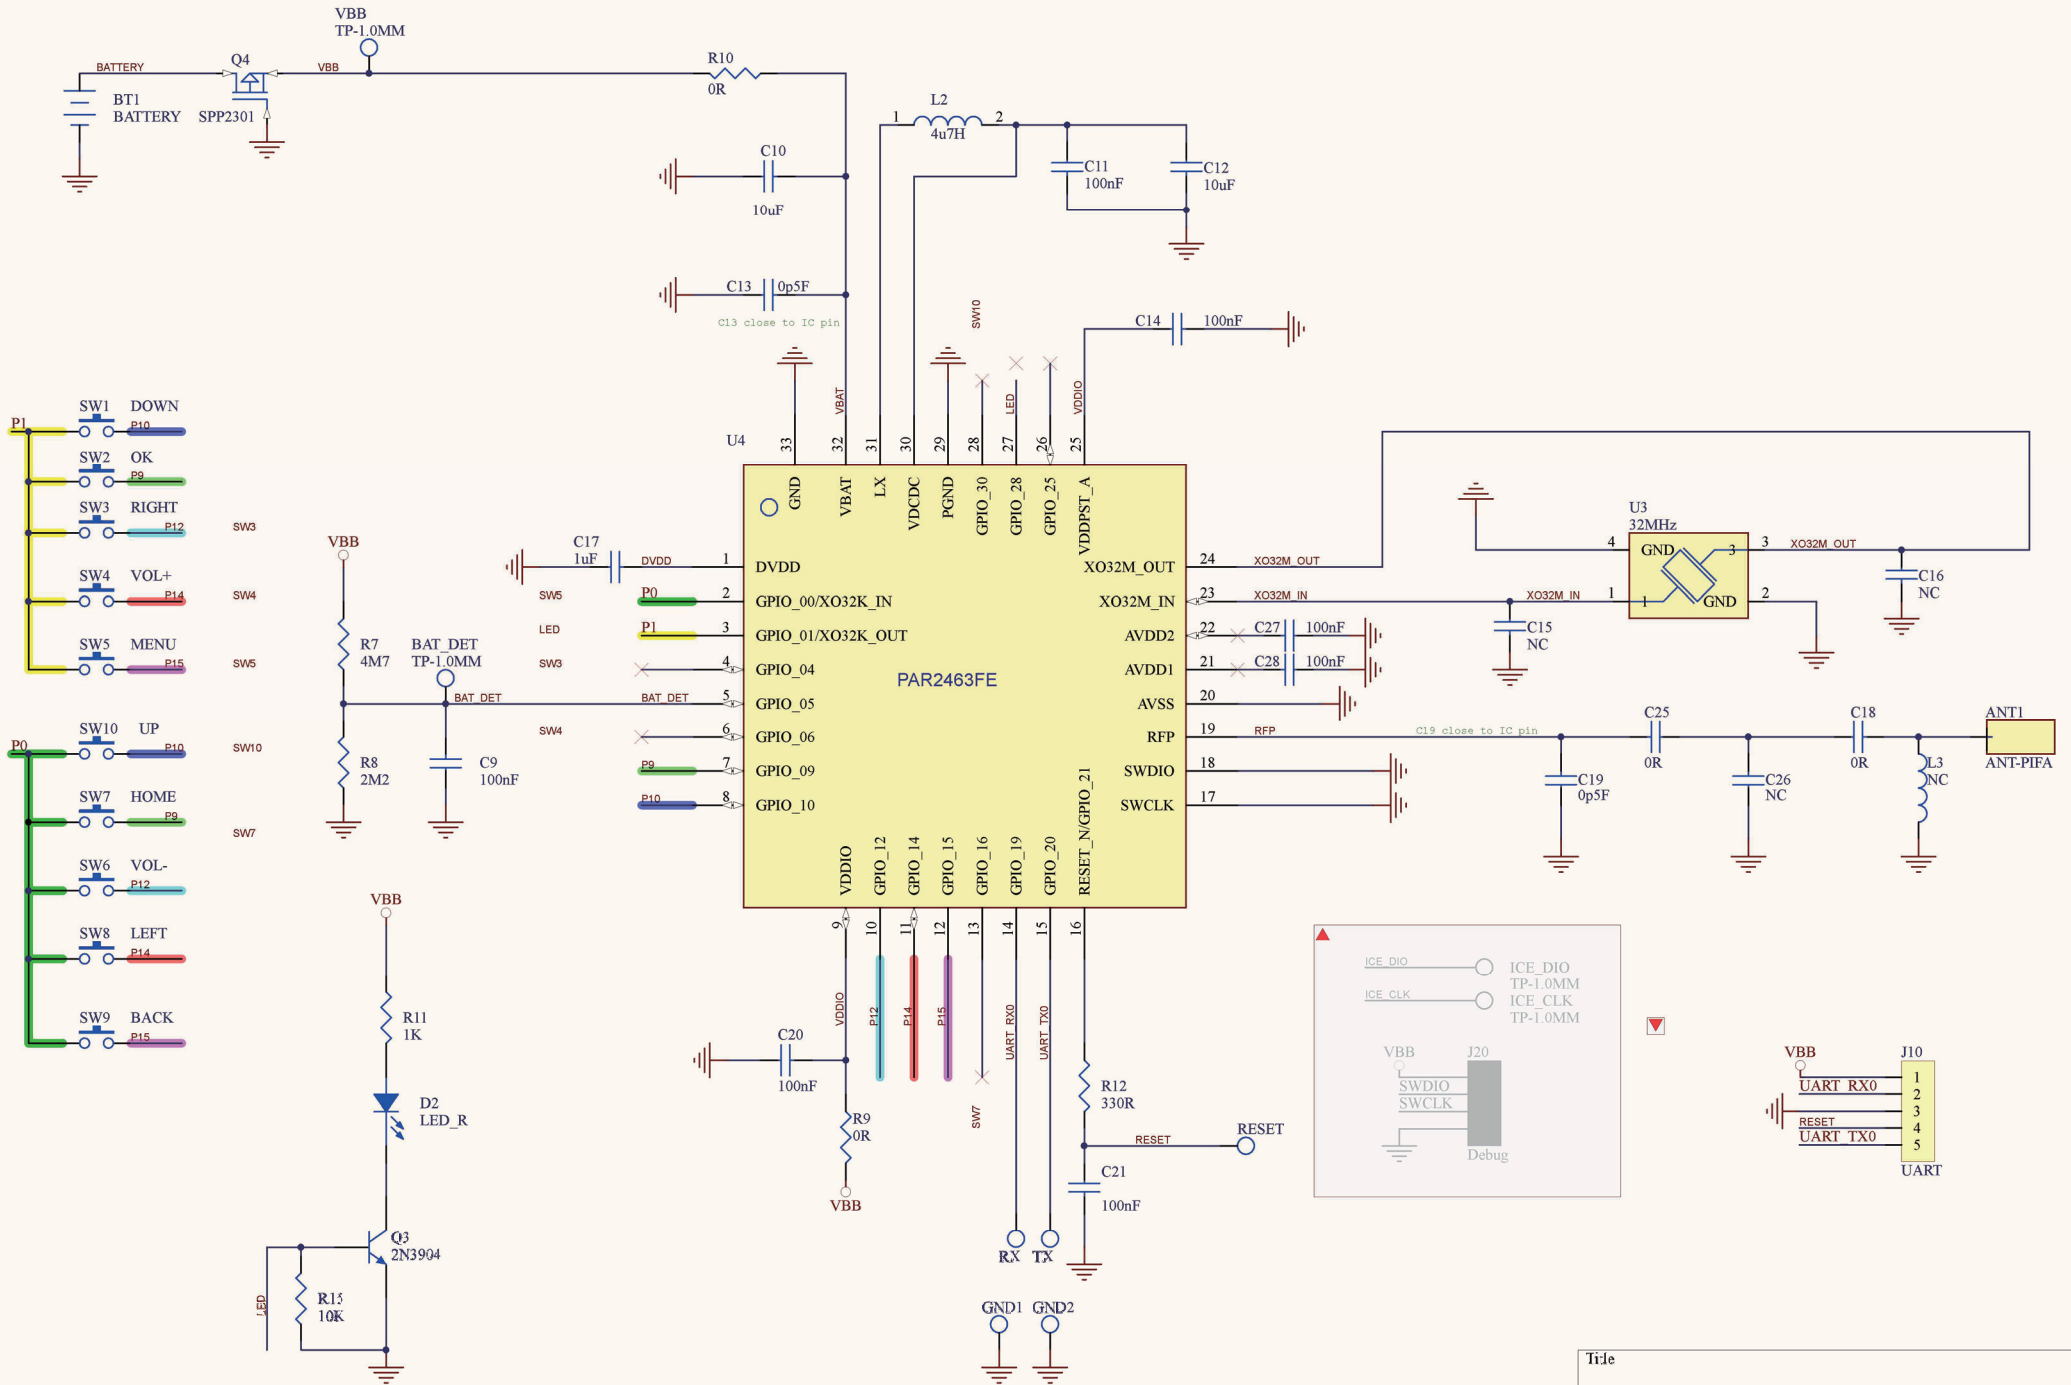 VBB
TP-1.0MM
Q4
BATTERY
VBB
BT1
BATTERY
SPP2301
R10
0R
L2
1
2
4u7H
C10
10uF
C11
100nF
C12
10uF
C13
0p5F
C13 close to IC pin
SW10
C14
100nF
VBAT
LED
VDDIO
P1
SW1
DOWN
P10
SW2
OK
P9
SW3
RIGHT
P12
SW3
SW4
VOL+
P14
SW4
SW5
MENU
P15
SW5
P0
SW10
UP
P10
SW10
SW7
HOME
P9
SW7
SW6
VOL-
P12
SW8
LEFT
P14
SW9
BACK
P15
VBB
R7
4M7
BAT_DET
TP-1.0MM
BAT_DET
BAT_DET
R8
2M2
C9
100nF
C17
1uF
DVDD
SW5
P0
LED
P1
SW3
SW4
P9
P10
U4
33
32
31
30
29
28
27
26
25
GND
VBAT
LX
VDCDC
PGND
GPIO_30
GPIO_28
GPIO_25
VDDPST_A
1
DVDD
2
GPIO_00/XO32K_IN
3
GPIO_01/XO32K_OUT
4
GPIO_04
5
GPIO_05
6
GPIO_06
7
GPIO_09
8
GPIO_10
PAR2463FE
XO32M_OUT
24
XO32M_OUT
XO32M_IN
23
XO32M_IN
AVDD2
22
C27
100nF
AVDD1
21
C28
100nF
AVSS
20
RFP
19
RFP
SWDIO
18
SWCLK
17
VDDIO
GPIO_12
GPIO_14
GPIO_15
GPIO_16
GPIO_19
GPIO_20
RESET_N/GPIO_21
9
10
11
12
13
14
15
16
VDDIO
P12
P14
P15
SW7
UART_RX0
UART_TX0
C20
100nF
R9
0R
VBB
R12
330R
RESET
RESET
C21
100nF
RX
TX
GND1
GND2
U3
32MHz
4
GND
3
3
XO32M_OUT
XO32M_IN
1
1
GND
2
C16
NC
C15
NC
C19 close to IC pin
C25
0R
C18
0R
ANT1
ANT-PIFA
C19
0p5F
C26
NC
L3
NC
VBB
R11
1K
D2
LED_R
Q3
2N3904
LED
R15
10K
ICE_DIO
ICE_DIO
TP-1.0MM
ICE_CLK
ICE_CLK
TP-1.0MM
VBB
J20
SWDIO
SWCLK
Debug
VBB
J10
1
UART_RX0
2
3
RESET
4
UART_TX0
5
UART
Title